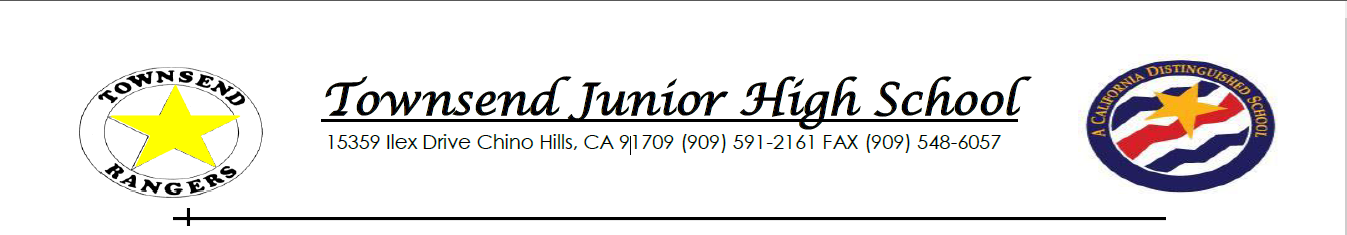 TOWNSEND
RANGERS
Townsend Junior High School
15359 Ilex Drive Chino Hills, CA 91709 (909) 591-2161 FAX (909) 548-6057
A CALIFORNIA DISTINGUISHED SCHOOL